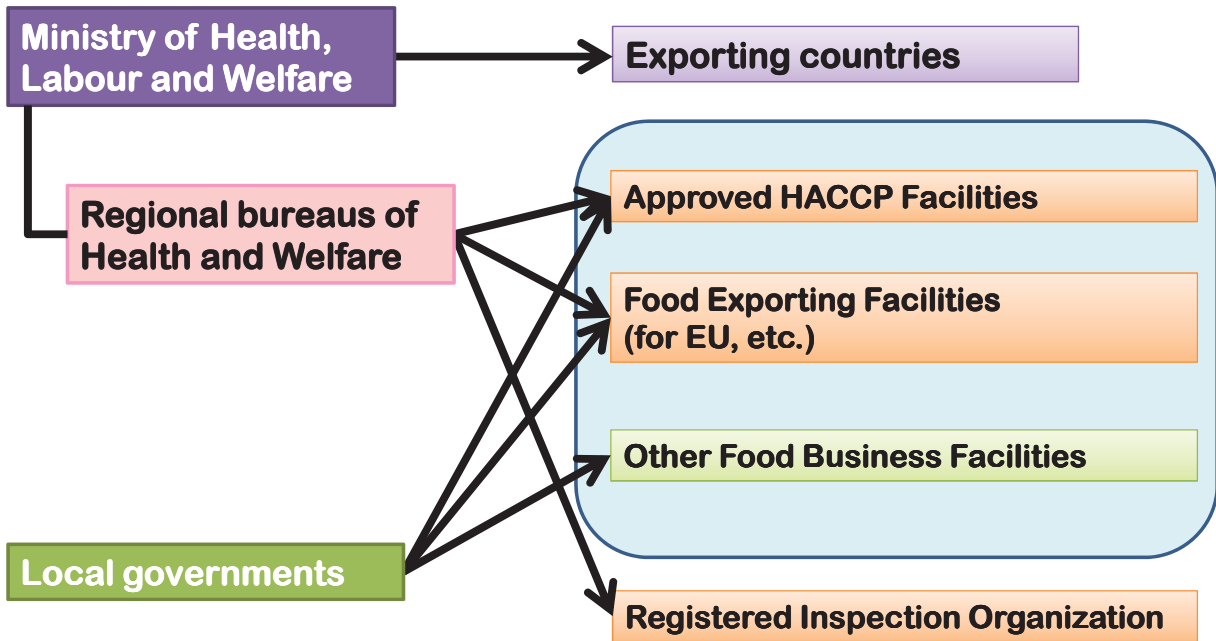 Ministry of Health,
Labour and Welfare
Exporting countries
Approved HACCP Facilities
Regional bureaus of
Health and Welfare
Food Exporting Facilities
(for EU, etc.)
Other Food Business Facilities
Local governments
Registered Inspection Organization